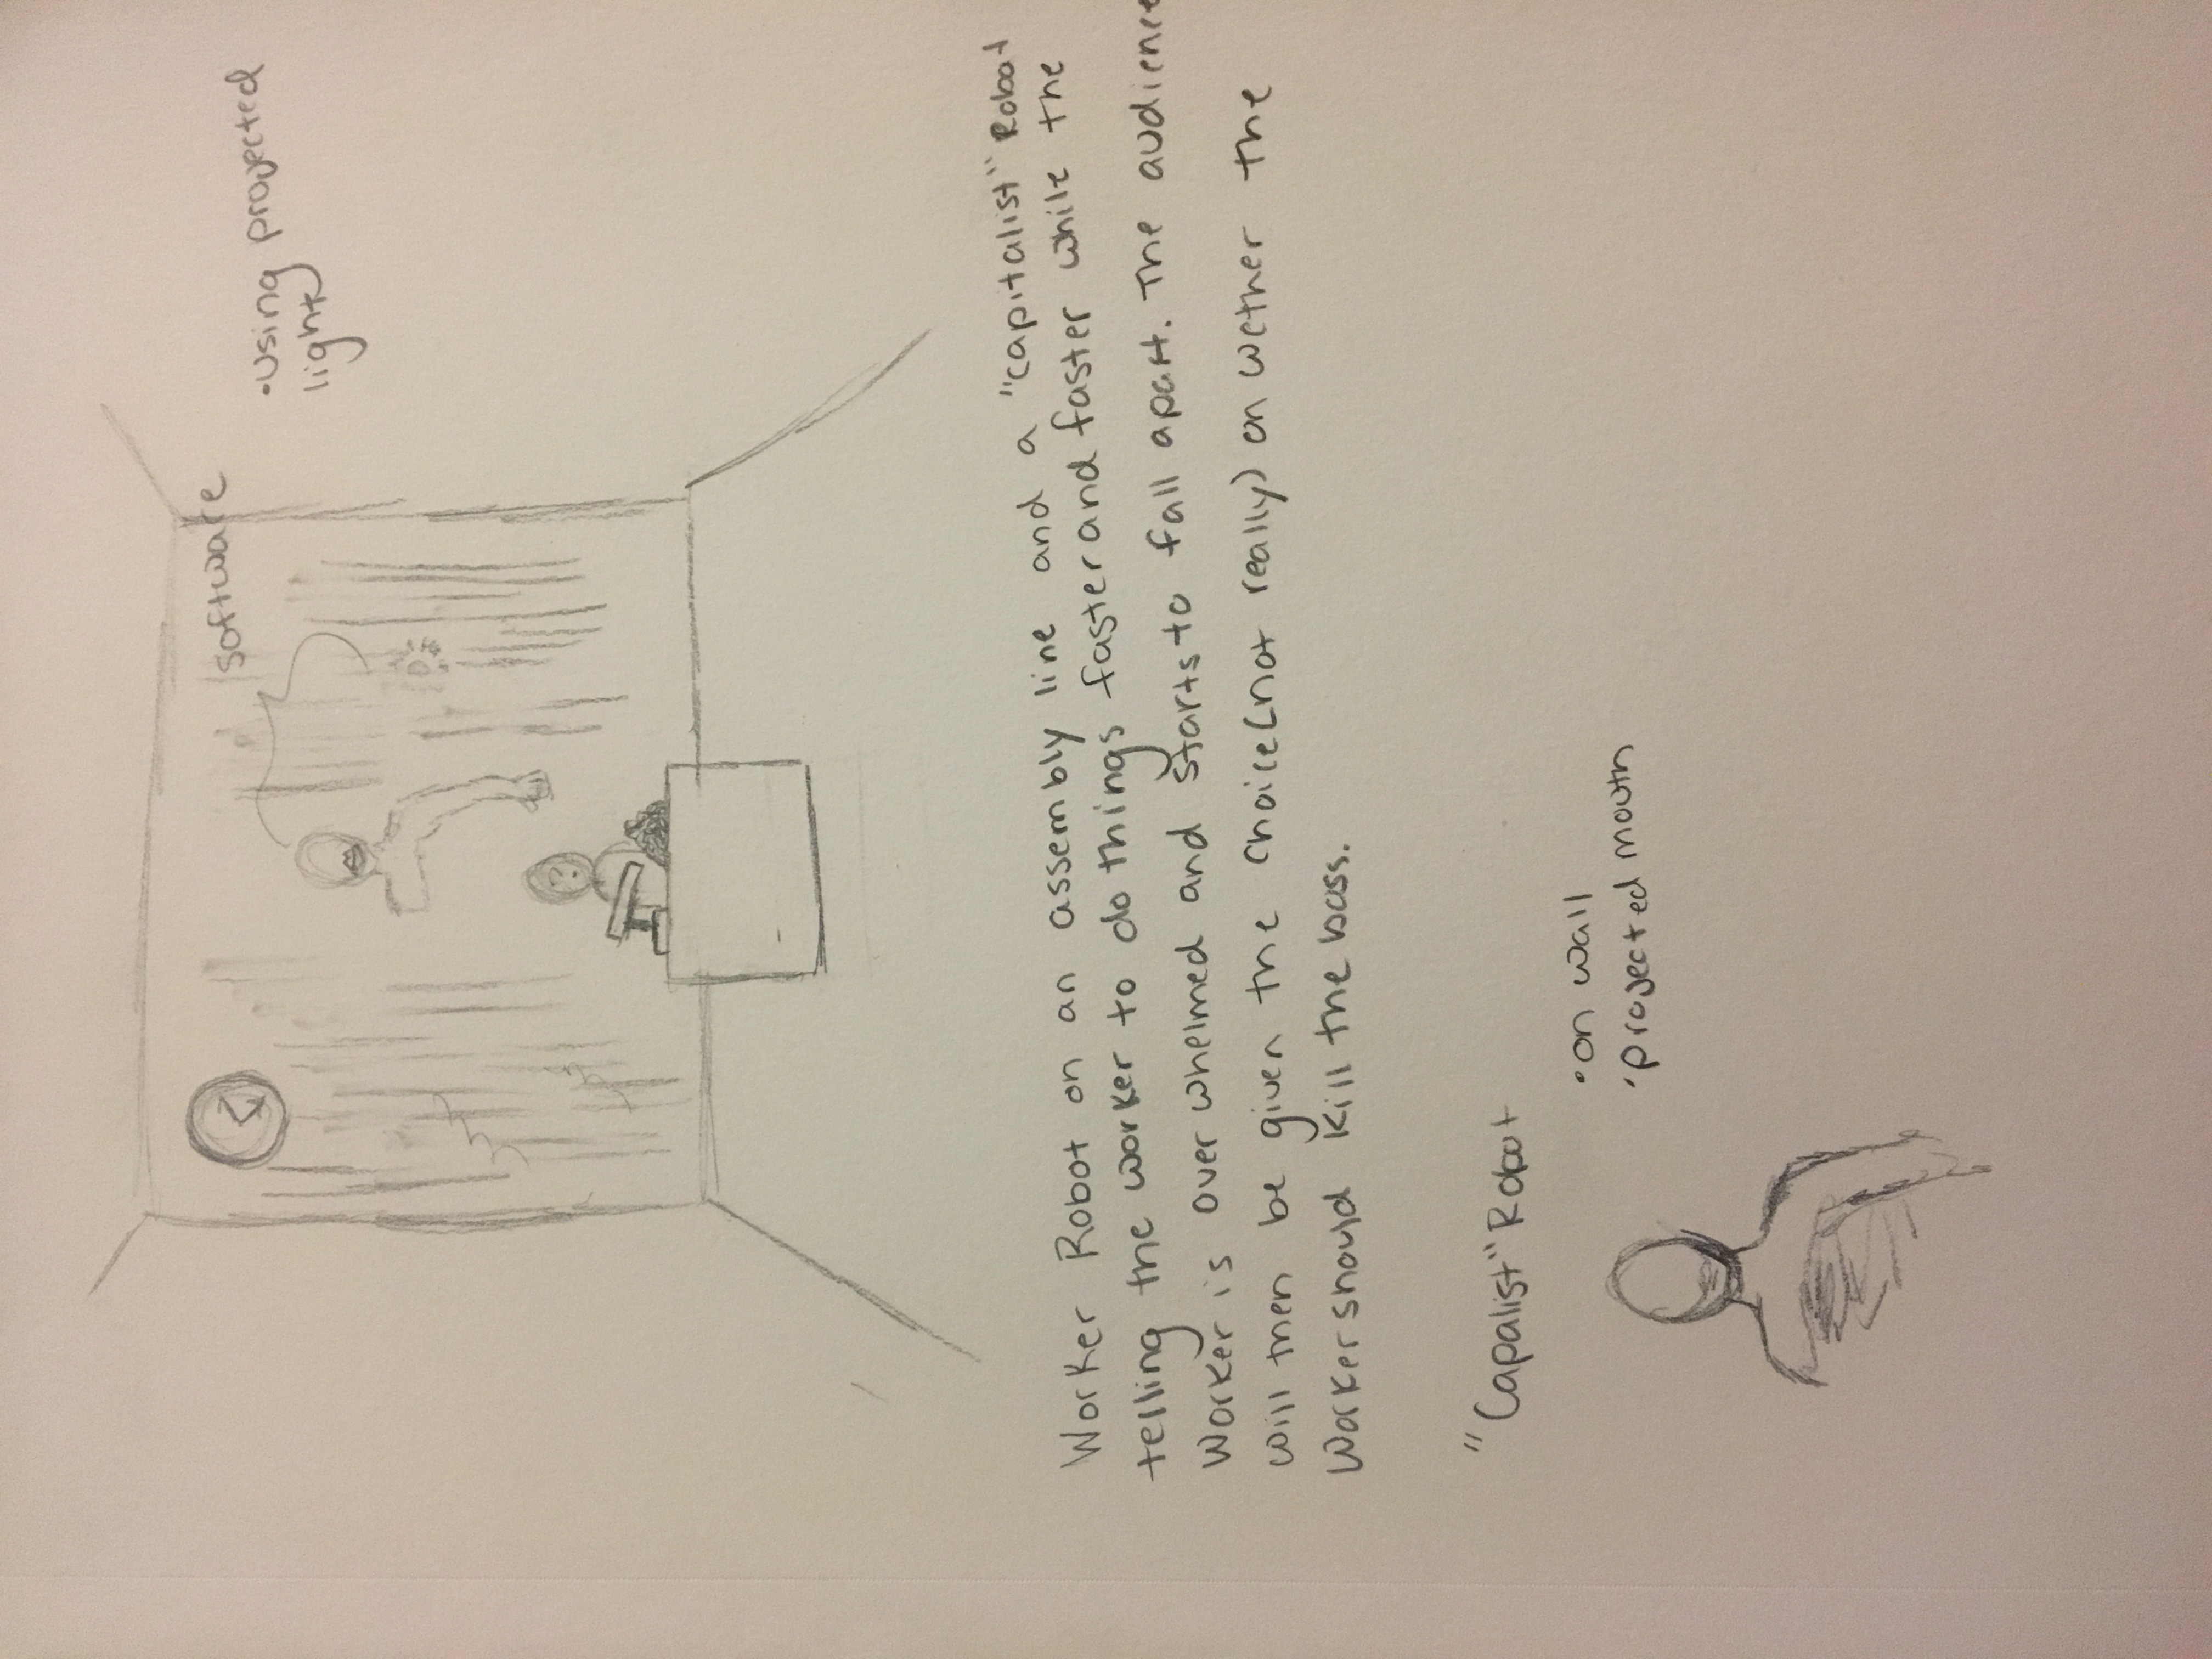 software
•Using projected
light
Worker Robot on an assembly line and a "capitalist" Robot
telling the worker to do things faster and faster while the
Worker is over whelmed and starts to fall apart. The audience
will then be given the choice (not really) on wether the
Worker should kill the boss.
"Capalist" Robot
•on wall
•projected mouth
?